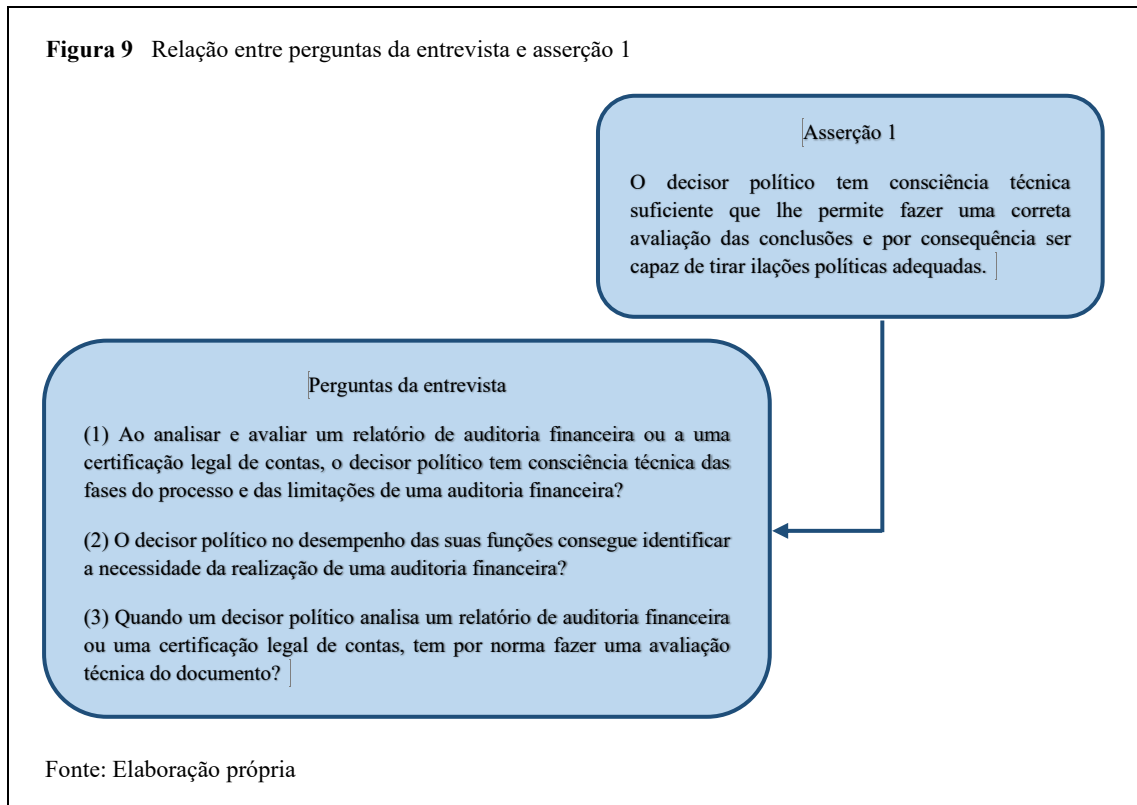 Figura 9 Relação entre perguntas da entrevista e asserção 1
Asserção 1
O decisor político tem consciência técnica
suficiente que lhe permite fazer uma correta
avaliação das conclusões e por consequência ser
capaz de tirar ilações políticas adequadas.
Perguntas da entrevista
(1) Ao analisar e avaliar um relatório de auditoria financeira ou a uma
certificação legal de contas, o decisor político tem consciência técnica das
fases do processo e das limitações de uma auditoria financeira?
(2) O decisor político no desempenho das suas funções consegue identificar
a necessidade da realização de uma auditoria financeira?
(3) Quando um decisor político analisa um relatório de auditoria financeira
ou uma certificação legal de contas, tem por norma fazer uma avaliação
técnica do documento?
Fonte: Elaboração própria